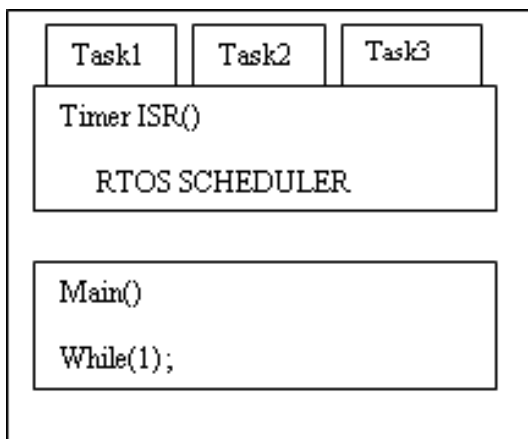 Task1 Task2 Task3
Timer ISR()
RTOS SCHEDULER
Main()
While(1);